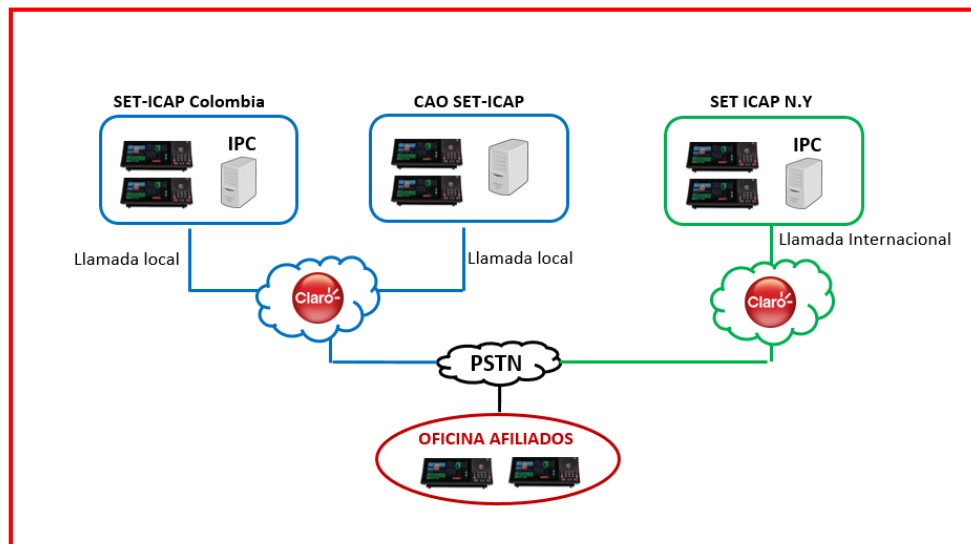 SET-ICAP Colombia
CAO SET-ICAP
SET ICAP N.Y
IPC
IPC
Llamada local
Llamada local
Llamada Internacional
Claro
Claro
PSTN
OFICINA AFILIADOS